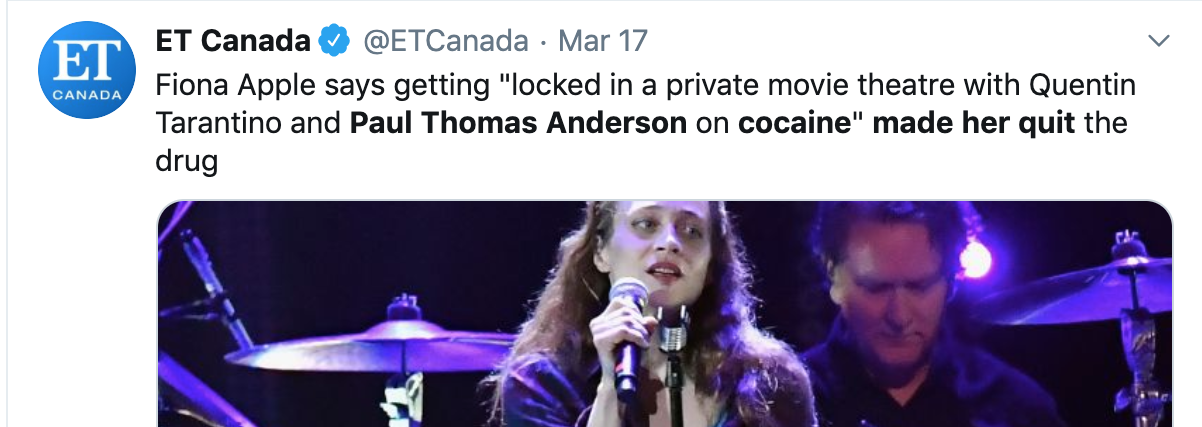 ET
CANADA
ET Canada @ETCanada · Mar 17
Fiona Apple says getting "locked in a private movie theatre with Quentin
Tarantino and Paul Thomas Anderson on cocaine" made her quit the
drug